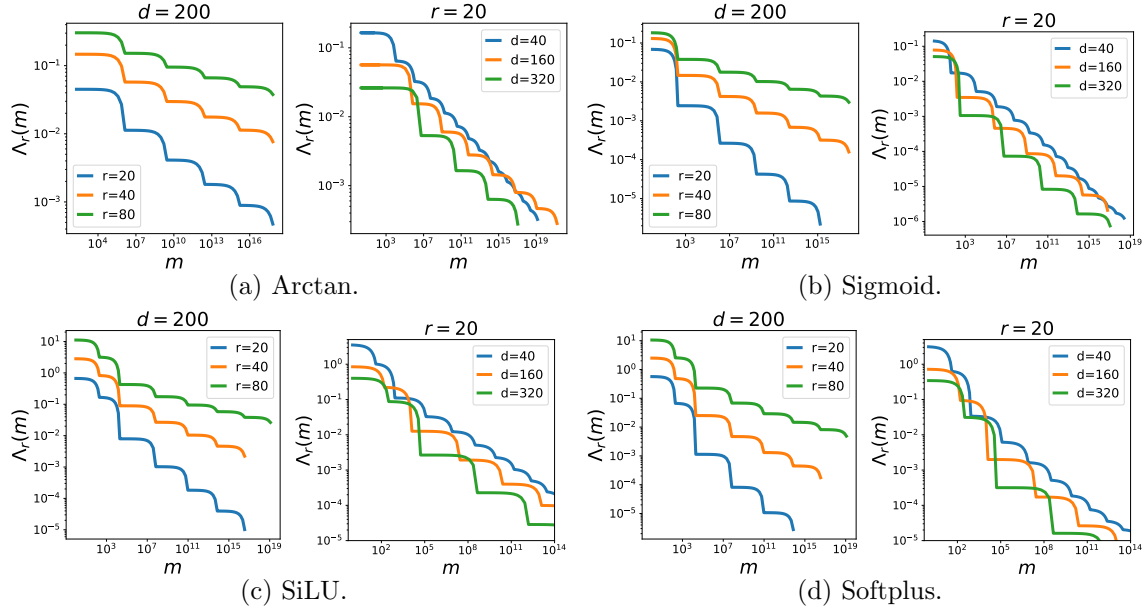 d = 200
Λ_r(m)
10^{-1}
10^{-2}
10^{-3}
r=20
r=40
r=80
10^4 10^7 10^{10} 10^{13} 10^{16}
m
r = 20
Λ_r(m)
10^{-1}
10^{-2}
10^{-3}
d=40
d=160
d=320
10^3 10^7 10^{11} 10^{15} 10^{19}
m
(a) Arctan.
d = 200
Λ_r(m)
10^{-1}
10^{-2}
10^{-3}
10^{-4}
10^{-5}
r=20
r=40
r=80
10^3 10^7 10^{11} 10^{15}
m
r = 20
Λ_r(m)
10^{-1}
10^{-2}
10^{-3}
10^{-4}
10^{-5}
10^{-6}
d=40
d=160
d=320
10^3 10^7 10^{11} 10^{15} 10^{19}
m
(b) Sigmoid.
d = 200
Λ_r(m)
10^1
10^0
10^{-1}
10^{-2}
10^{-3}
10^{-4}
10^{-5}
r=20
r=40
r=80
10^3 10^7 10^{11} 10^{15} 10^{19}
m
r = 20
Λ_r(m)
10^0
10^{-1}
10^{-2}
10^{-3}
10^{-4}
10^{-5}
d=40
d=160
d=320
10^2 10^5 10^8 10^{11} 10^{14}
m
(c) SiLU.
d = 200
Λ_r(m)
10^1
10^0
10^{-1}
10^{-2}
10^{-3}
10^{-4}
10^{-5}
r=20
r=40
r=80
10^3 10^7 10^{11} 10^{15} 10^{19}
m
r = 20
Λ_r(m)
10^0
10^{-1}
10^{-2}
10^{-3}
10^{-4}
10^{-5}
d=40
d=160
d=320
10^2 10^5 10^8 10^{11} 10^{14}
m
(d) Softplus.